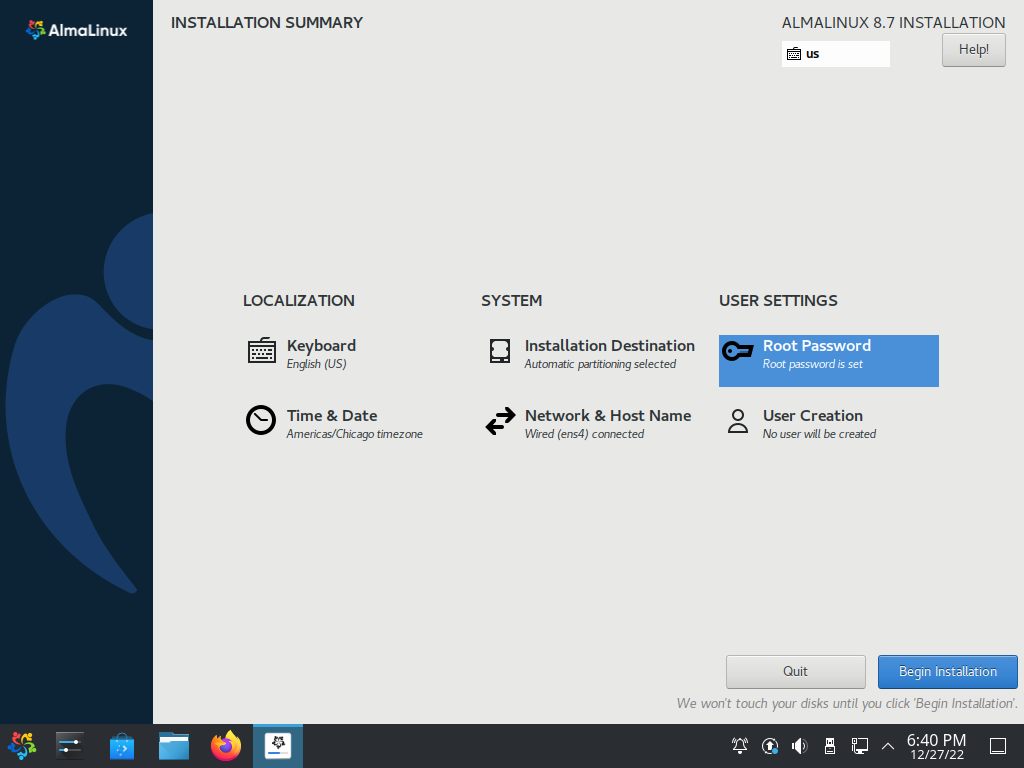 AlmaLinux
INSTALLATION SUMMARY
ALMALINUX 8.7 INSTALLATION
us
Help!
LOCALIZATION
Keyboard
English (US)
Time & Date
Americas/Chicago timezone
SYSTEM
Installation Destination
Automatic partitioning selected
Network & Host Name
Wired (ens4) connected
USER SETTINGS
Root Password
Root password is set
User Creation
No user will be created
Quit
Begin Installation
We won't touch your disks until you click 'Begin Installation'.
6:40 PM
12/27/22